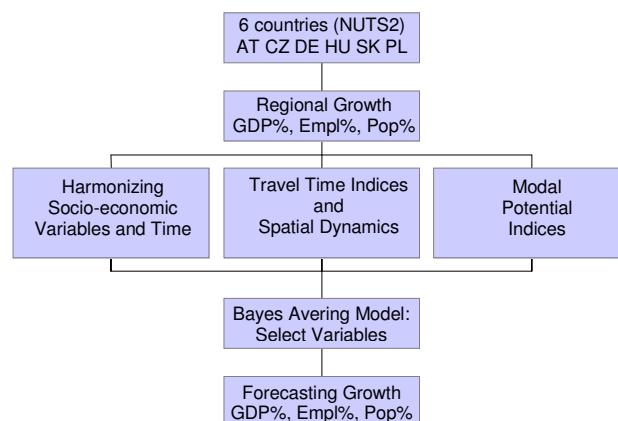 6 countries (NUTS2)
AT CZ DE HU SK PL
Regional Growth
GDP%, Empl%, Pop%
Harmonizing
Socio-economic
Variables and Time
Travel Time Indices
and
Spatial Dynamics
Modal
Potential
Indices
Bayes Avering Model:
Select Variables
Forecasting Growth
GDP%, Empl%, Pop%